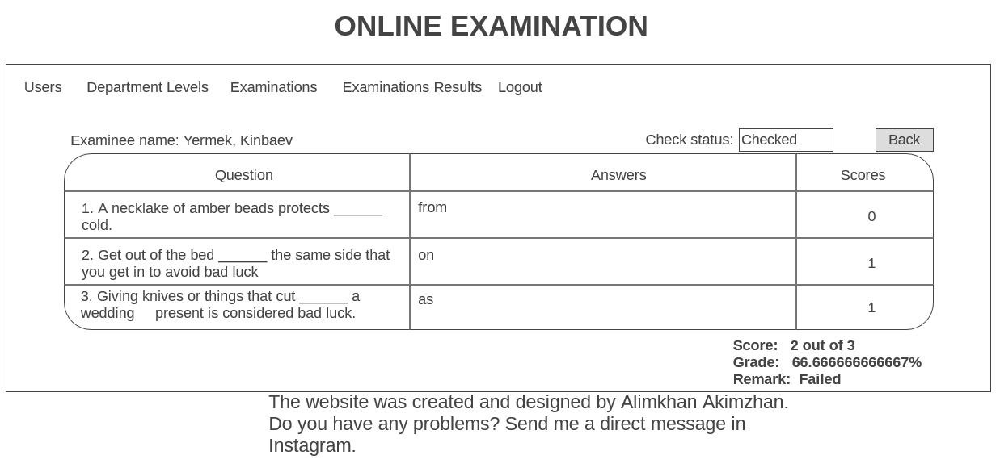 ONLINE EXAMINATION
Users Department Levels Examinations Examinations Results Logout
Examinee name: Yermek, Kinbaev Check status: Checked Back
Question Answers Scores
1. A necklake of amber beads protects ______ from 0
cold.
2. Get out of the bed ______ the same side that on 1
you get in to avoid bad luck
3. Giving knives or things that cut ______ a as 1
wedding present is considered bad luck.
Score: 2 out of 3
Grade: 66.666666666667%
Remark: Failed
The website was created and designed by Alimkhan Akimzhan.
Do you have any problems? Send me a direct message in
Instagram.